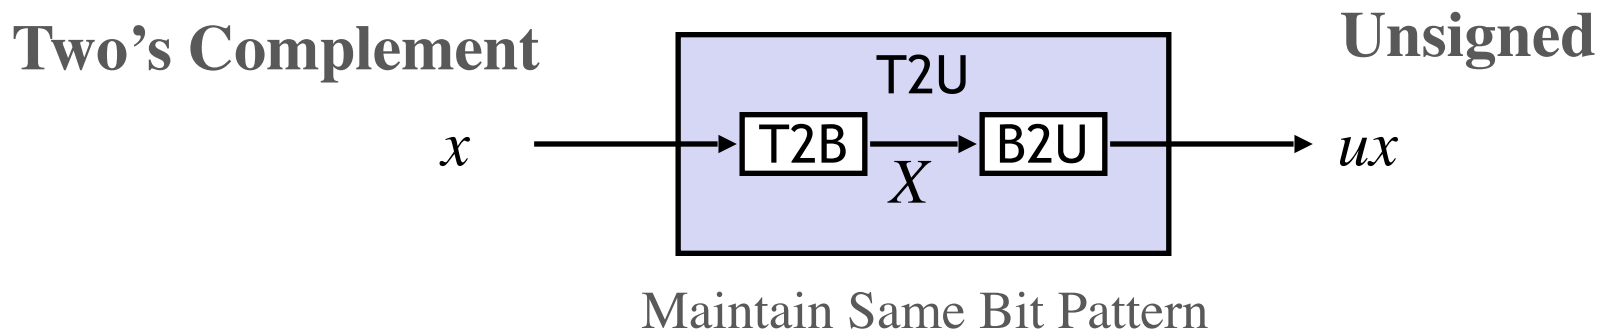 Two's Complement
Unsigned
T2U
x
T2B
X
B2U
ux
Maintain Same Bit Pattern